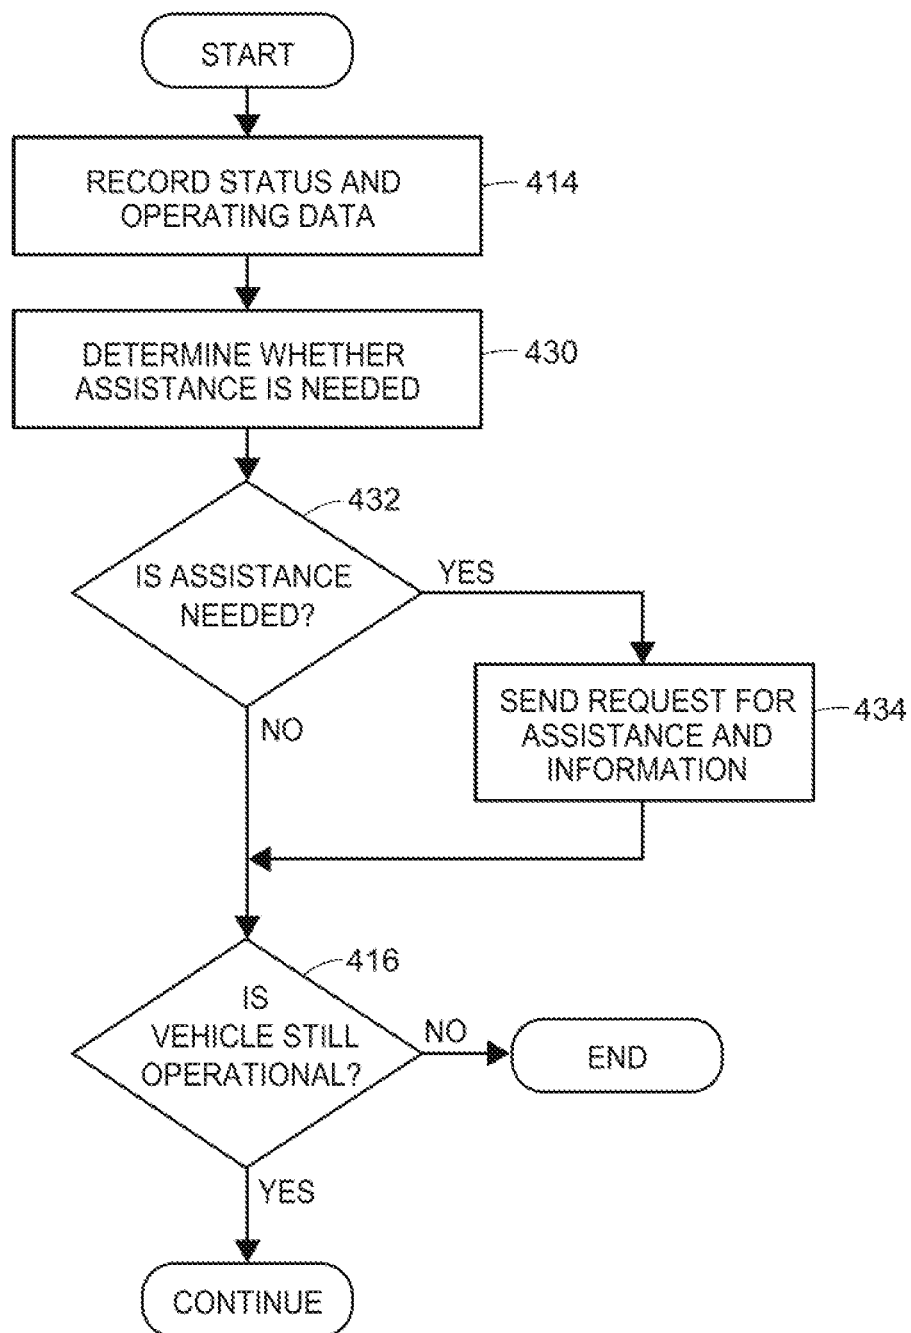 START
RECORD STATUS AND
OPERATING DATA
414
DETERMINE WHETHER
ASSISTANCE IS NEEDED
430
432
IS ASSISTANCE
NEEDED?
YES
NO
SEND REQUEST FOR
ASSISTANCE AND
INFORMATION
434
416
IS
VEHICLE STILL
OPERATIONAL?
NO
END
YES
CONTINUE